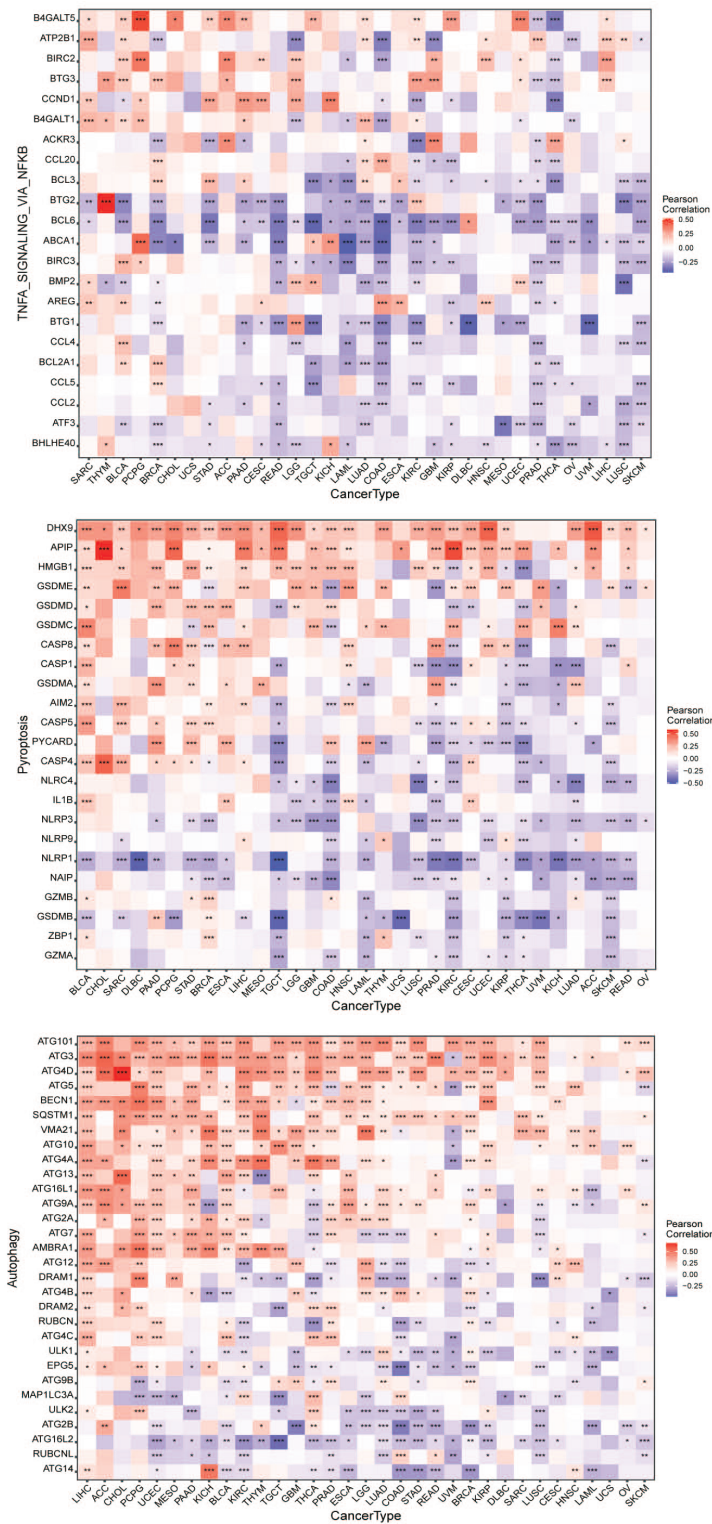 TNFA_SIGNALING_VIA_NFKB
B4GALT5
ATP2B1
BIRC2
BTG3
CCND1
B4GALT1
ACKR3
CCL20
BCL3
BTG2
BCL6
ABCA1
BIRC3
BMP2
AREG
BTG1
CCL4
BCL2A1
CCL5
CCL2
ATF3
BHLHE40
SARC THYM BLCA PCPG BRCA CHOL UCS STAD ACC PAAD CESC READ LGG TGCT KICH LAML LUAD COAD ESCA KIRC GBM KIRP DLBC HNSC MESO UCEC PRAD THCA OV UVM LIHC LUSC SKCM
CancerType
Pearson
Correlation
0.50
0.25
0.00
-0.25
Pyroptosis
DHX9
APIP
HMGB1
GSDME
GSDMD
GSDMC
CASP8
CASP1
GSDMA
AIM2
CASP5
PYCARD
CASP4
NLRC4
IL1B
NLRP3
NLRP9
NLRP1
NAIP
GZMB
GSDMB
ZBP1
GZMA
BLCA CHOL SARC DLBC PAAD PCPG STAD BRCA ESCA LIHC MESO TGCT LGG GBM COAD HNSC LAML THYM UCS LUSC PRAD KIRC CESC UCEC KIRP THCA UVM KICH LUAD ACC SKCM READ OV
CancerType
Pearson
Correlation
0.50
0.25
0.00
-0.25
-0.50
Autophagy
ATG101
ATG3
ATG4D
ATG5
BECN1
SQSTM1
VMA21
ATG10
ATG4A
ATG13
ATG16L1
ATG9A
ATG2A
ATG7
AMBRA1
ATG12
DRAM1
ATG4B
DRAM2
RUBCN
ATG4C
ULK1
EPG5
ATG9B
MAP1LC3A
ULK2
ATG2B
ATG16L2
RUBCNL
ATG14
LIHC ACC CHOL PCPG UCEC MESO PAAD KICH BLCA KIRC THYM TGCT GBM THCA PRAD ESCA LGG LUAD COAD STAD READ UVM BRCA KIRP DLBC SARC LUSC CESC HNSC LAML UCS OV SKCM
CancerType
Pearson
Correlation
0.50
0.25
0.00
-0.25